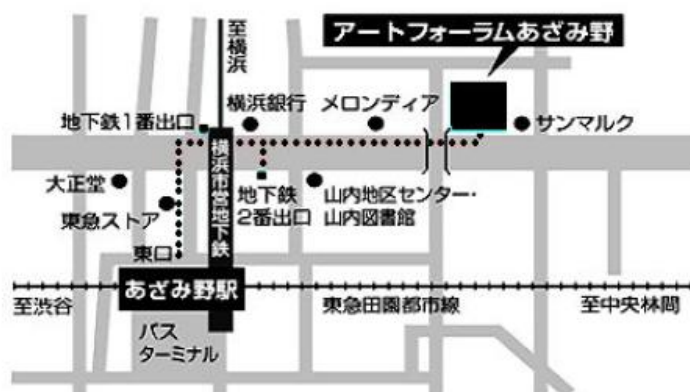 至横浜
アートフォーラムあざみ野
地下鉄1番出口
横浜銀行
メロンディア
サンマルク
横浜市営地下鉄
大正堂
東急ストア
地下鉄
2番出口
山内地区センター・
山内図書館
東口
あざみ野駅
至渋谷
東急田園都市線
至中央林間
バス
ターミナル